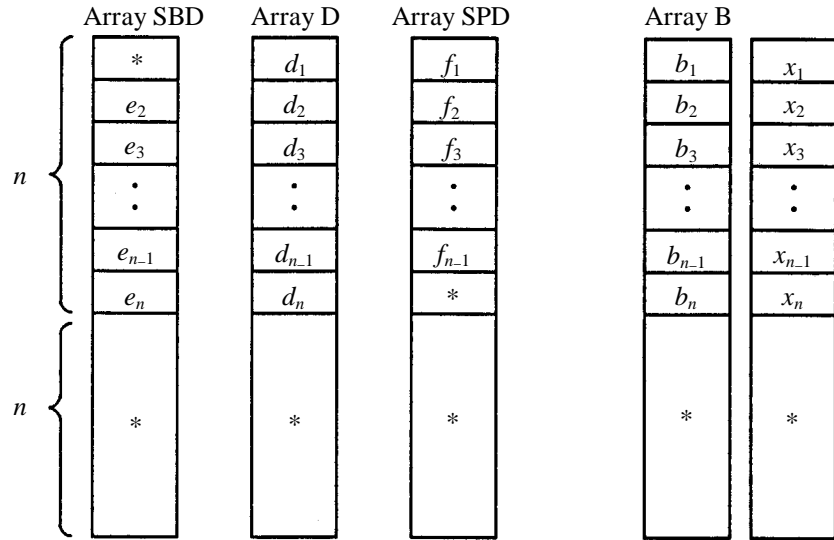 Array SBD Array D Array SPD Array B
* d₁ f₁ b₁ x₁
e₂ d₂ f₂ b₂ x₂
e₃ d₃ f₃ b₃ x₃
n : : : : :
eₙ₋₁ dₙ₋₁ fₙ₋₁ bₙ₋₁ xₙ₋₁
eₙ dₙ * bₙ xₙ
n * * * * *